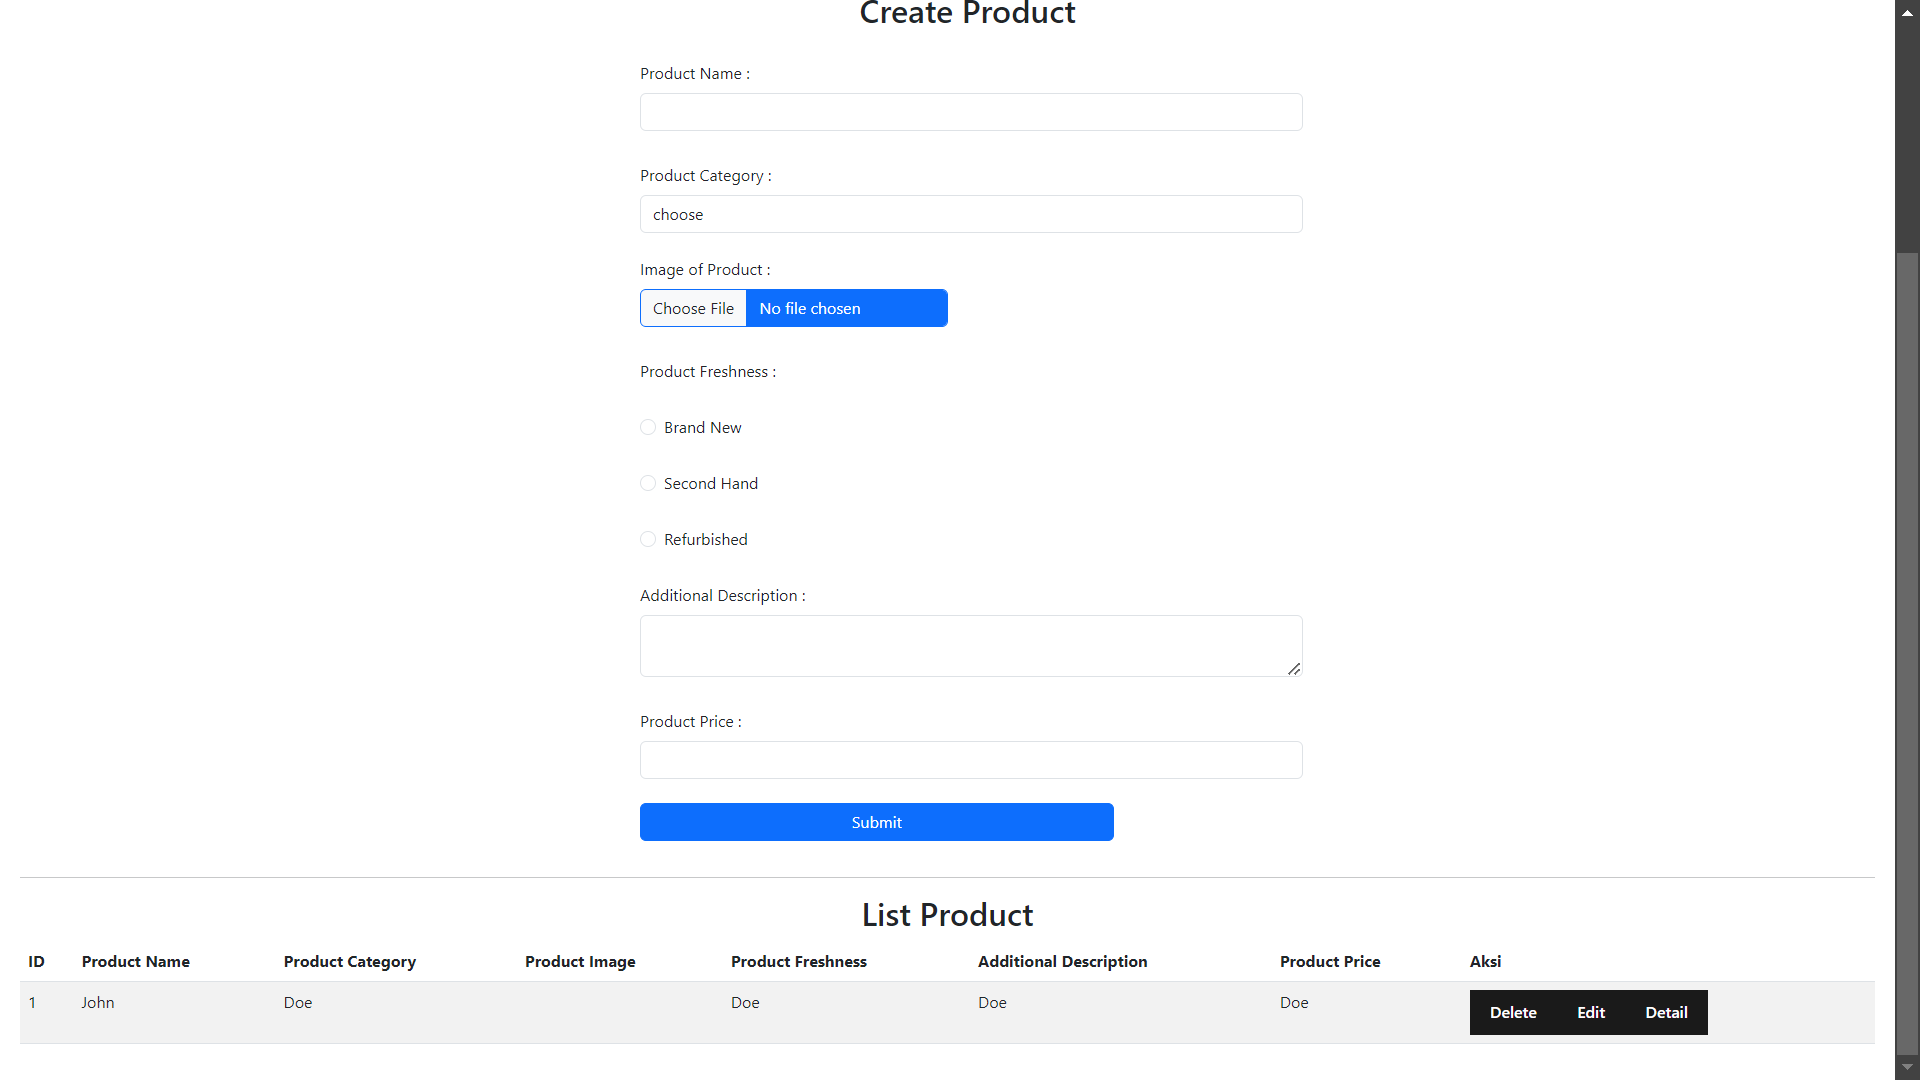 Create Product
Product Name :
Product Category :
choose
Image of Product :
Choose File No file chosen
Product Freshness :
Brand New
Second Hand
Refurbished
Additional Description :
Product Price :
Submit
List Product
ID Product Name Product Category Product Image Product Freshness Additional Description Product Price Aksi
1 John Doe Doe Doe Doe Delete Edit Detail